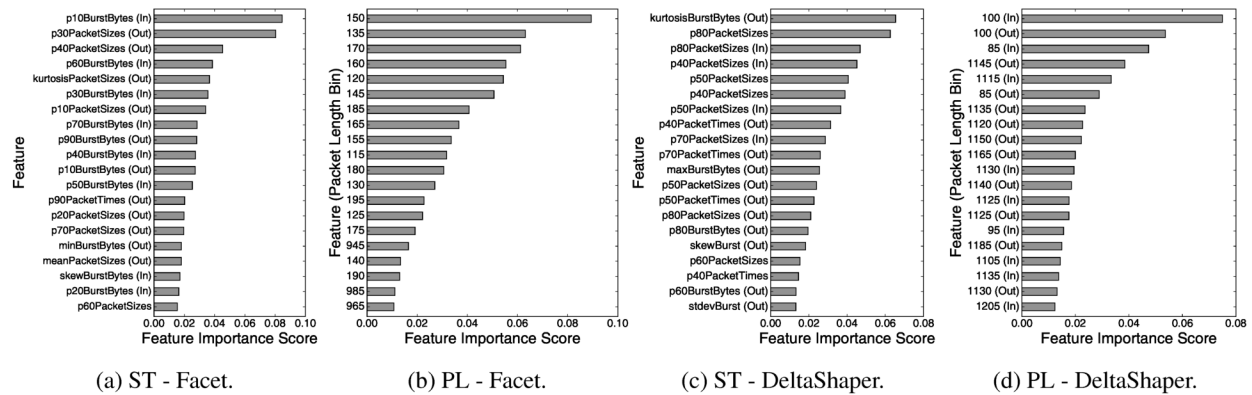 p10BurstBytes (In)
p30PacketSizes (Out)
p40PacketSizes (Out)
p60BurstBytes (In)
kurtosisPacketSizes (Out)
p30BurstBytes (In)
p10PacketSizes (Out)
p70BurstBytes (In)
p90BurstBytes (Out)
p40BurstBytes (In)
p10BurstBytes (Out)
p50BurstBytes (In)
p90PacketTimes (Out)
p20PacketSizes (Out)
p70PacketSizes (Out)
minBurstBytes (Out)
meanPacketSizes (Out)
skewBurstBytes (In)
p20BurstBytes (In)
p60PacketSizes
Feature
0.00 0.02 0.04 0.06 0.08 0.10
Feature Importance Score
(a) ST - Facet.
150
135
170
160
120
145
185
165
155
115
180
130
195
125
175
945
140
190
985
965
Feature (Packet Length Bin)
0.00 0.02 0.04 0.06 0.08 0.10
Feature Importance Score
(b) PL - Facet.
kurtosisBurstBytes (Out)
p80PacketSizes
p80PacketSizes (In)
p40PacketSizes (In)
p50PacketSizes
p40PacketSizes
p50PacketSizes (In)
p40PacketTimes (Out)
p70PacketSizes (In)
p70PacketTimes (Out)
maxBurstBytes (Out)
p50PacketSizes (Out)
p50PacketTimes (Out)
p80PacketSizes (Out)
p80BurstBytes (Out)
skewBurst (Out)
p60PacketSizes
p40PacketTimes
p60BurstBytes (Out)
stdevBurst (Out)
Feature
0.00 0.02 0.04 0.06 0.08
Feature Importance Score
(c) ST - DeltaShaper.
100 (In)
100 (Out)
85 (In)
1145 (Out)
1115 (In)
85 (Out)
1135 (Out)
1120 (Out)
1150 (Out)
1165 (Out)
1130 (In)
1140 (Out)
1125 (In)
1125 (Out)
95 (In)
1185 (Out)
1105 (In)
1135 (In)
1130 (Out)
1205 (In)
Feature (Packet Length Bin)
0.00 0.02 0.04 0.06 0.08
Feature Importance Score
(d) PL - DeltaShaper.